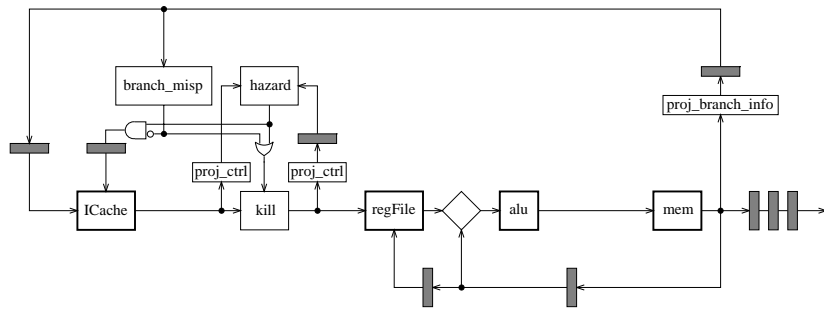 branch_misp
hazard
proj_branch_info
proj_ctrl
proj_ctrl
ICache
kill
regFile
alu
mem